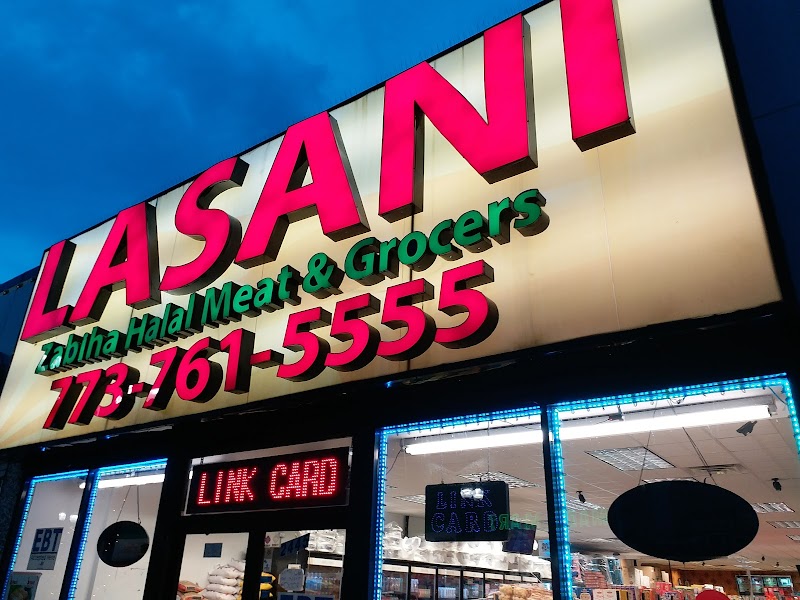 LASANI
Zabiha Halal Meat & Grocers
773-761-5555
LINK CARD
LINK
CARD
EBT